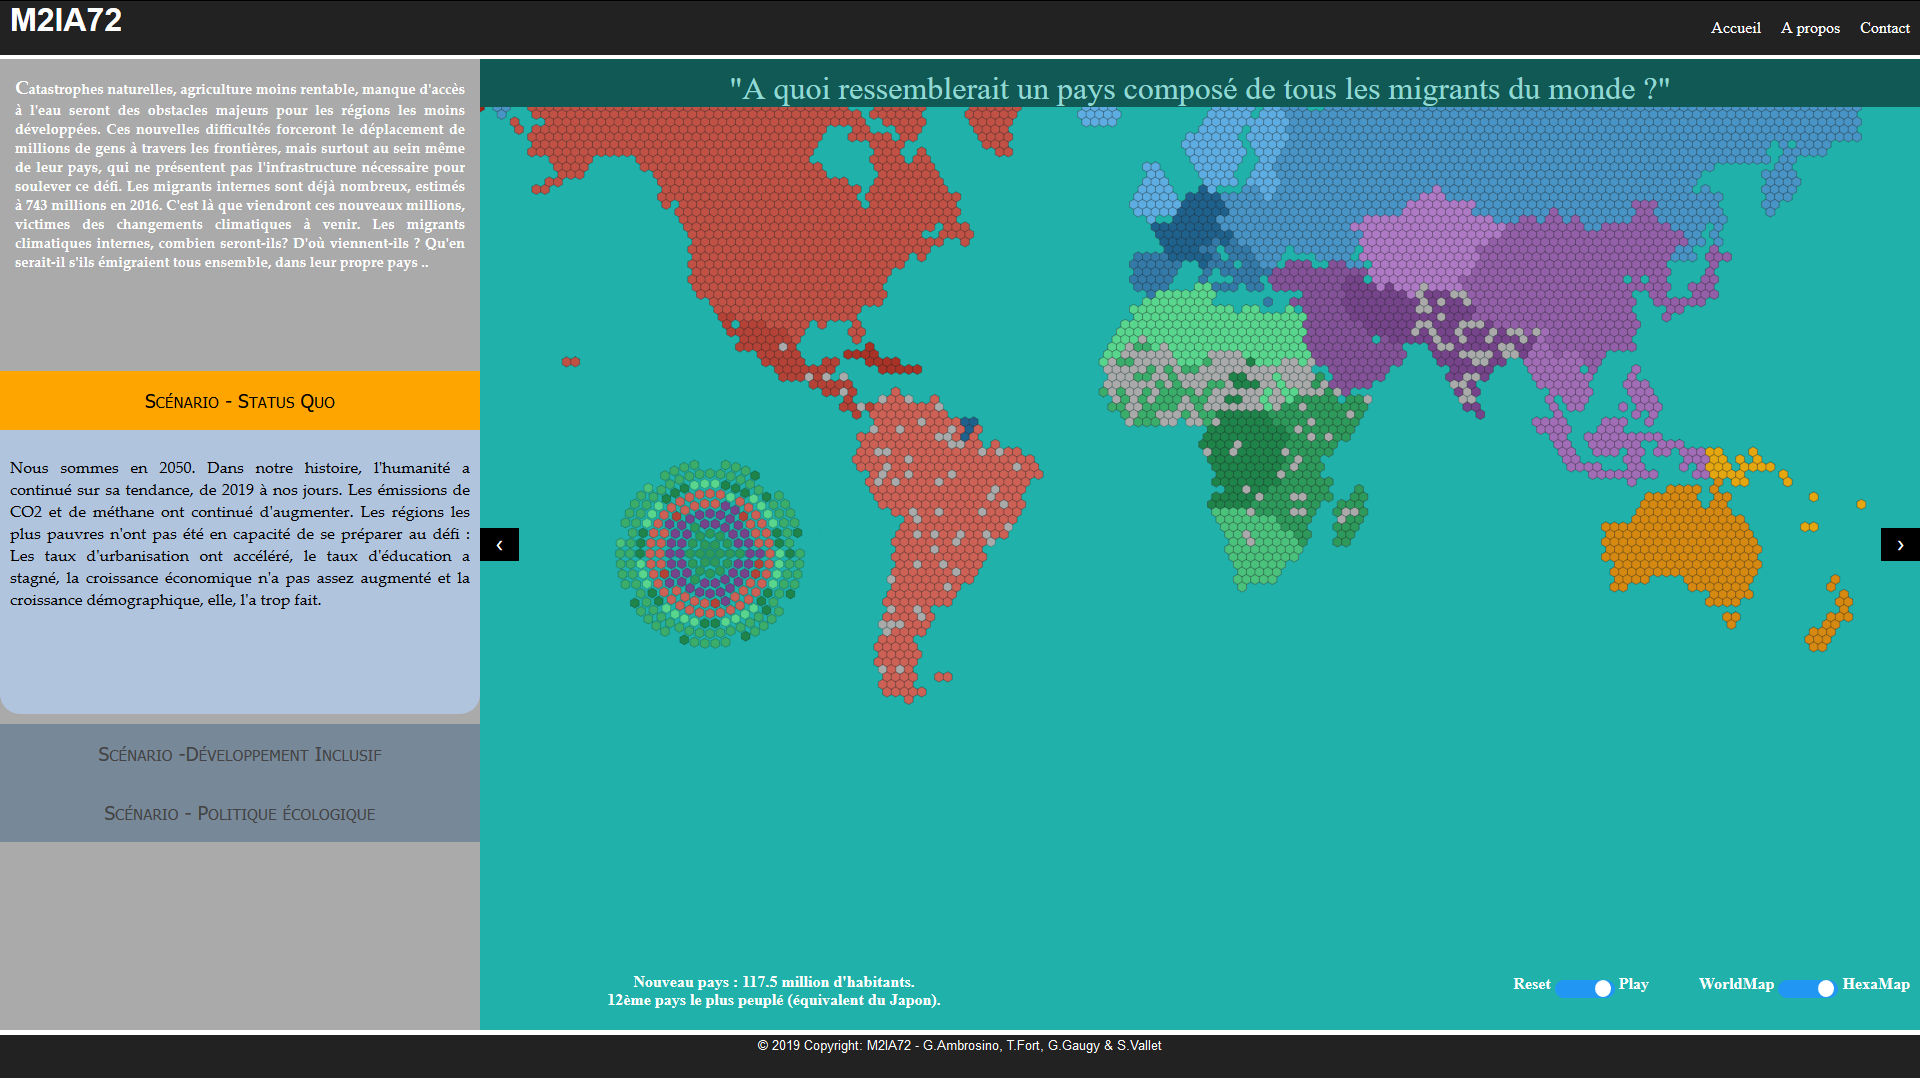 M2IA72
Accueil A propos Contact
Catastrophes naturelles, agriculture moins rentable, manque d'accès
à l'eau seront des obstacles majeurs pour les régions les moins
développées. Ces nouvelles difficultés forceront le déplacement de
millions de gens à travers les frontières, mais surtout au sein même
de leur pays, qui ne présentent pas l'infrastructure nécessaire pour
soulever ce défi. Les migrants internes sont déjà nombreux, estimés
à 743 millions en 2016. C'est là que viendront ces nouveaux millions,
victimes des changements climatiques à venir. Les migrants
climatiques internes, combien seront-ils? D'où viennent-ils ? Qu'en
serait-il s'ils émigraient tous ensemble, dans leur propre pays ..
Scénario - Status Quo
Nous sommes en 2050. Dans notre histoire, l'humanité a
continué sur sa tendance, de 2019 à nos jours. Les émissions de
CO2 et de méthane ont continué d'augmenter. Les régions les
plus pauvres n'ont pas été en capacité de se préparer au défi :
Les taux d'urbanisation ont accéléré, le taux d'éducation a
stagné, la croissance économique n'a pas assez augmenté et la
croissance démographique, elle, l'a trop fait.
Scénario -Développement Inclusif
Scénario - Politique écologique
"A quoi ressemblerait un pays composé de tous les migrants du monde ?"
‹ ›
Nouveau pays : 117.5 million d'habitants.
12ème pays le plus peuplé (équivalent du Japon).
Reset Play WorldMap HexaMap
© 2019 Copyright: M2IA72 - G.Ambrosino, T.Fort, G.Gaugy & S.Vallet